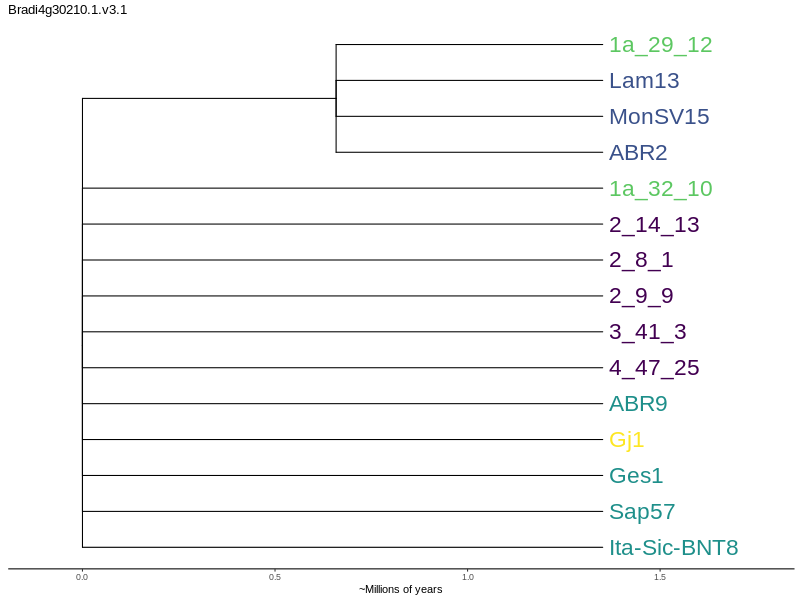 Bradi4g30210.1.v3.1
1a_29_12
Lam13
MonSV15
ABR2
1a_32_10
2_14_13
2_8_1
2_9_9
3_41_3
4_47_25
ABR9
Gj1
Ges1
Sap57
Ita-Sic-BNT8
0.0 0.5 1.0 1.5
~Millions of years